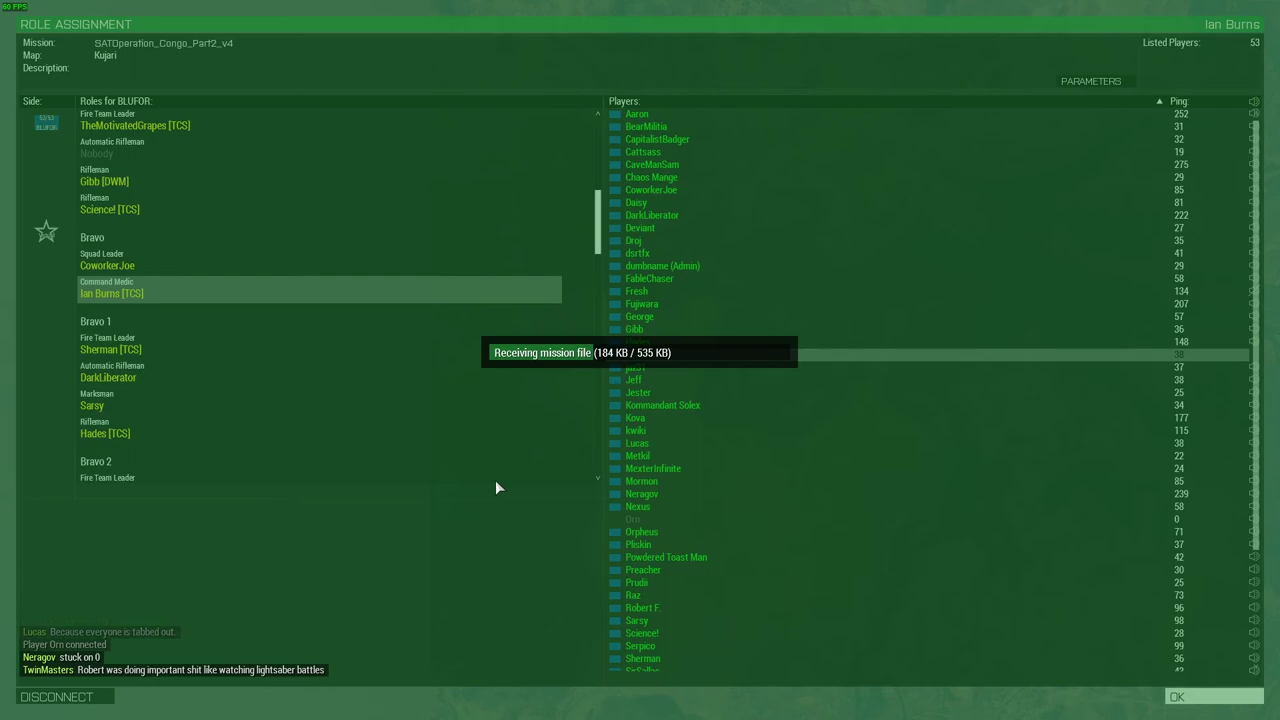 60 FPS
ROLE ASSIGNMENT
Ian Burns
Mission: SATOperation_Congo_Part2_v4
Listed Players: 53
Map: Kujari
Description:
PARAMETERS
Side:
Roles for BLUFOR:
Players:
Ping:
BLUFOR
Fire Team Leader
TheMotivatedGrapes [TCS]
Automatic Rifleman
Nobody
Rifleman
Gibb [DWM]
Rifleman
Science! [TCS]
Bravo
Squad Leader
CoworkerJoe
Command Medic
Ian Burns [TCS]
Bravo 1
Fire Team Leader
Sherman [TCS]
Automatic Rifleman
DarkLiberator
Marksman
Sarsy
Rifleman
Hades [TCS]
Bravo 2
Fire Team Leader
Receiving mission file (184 KB / 535 KB)
Aaron 252
BearMilitia 31
CapitalistBadger 32
Cattsass 19
CaveManSam 275
Chaos Mange 29
CoworkerJoe 85
Daisy 81
DarkLiberator 222
Deviant 27
Droj 35
dsrtfx 41
dumbname (Admin) 29
FableChaser 58
Fresh 134
Fujiwara 207
George 57
Gibb 36
148
38
37
Jeff 38
Jester 25
Kommandant Solex 34
Kova 177
kwiki 115
Lucas 38
Metkil 22
MexterInfinite 24
Mormon 85
Neragov 239
Nexus 58
Orn 0
Orpheus 71
Pliskin 37
Powdered Toast Man 42
Preacher 30
Prudii 25
Raz 73
Robert F. 96
Sarsy 98
Science! 28
Serpico 99
Sherman 36
Lucas Because everyone is tabbed out.
Player Orn connected
Neragov stuck on 0
TwinMasters Robert was doing important shit like watching lightsaber battles
DISCONNECT
OK